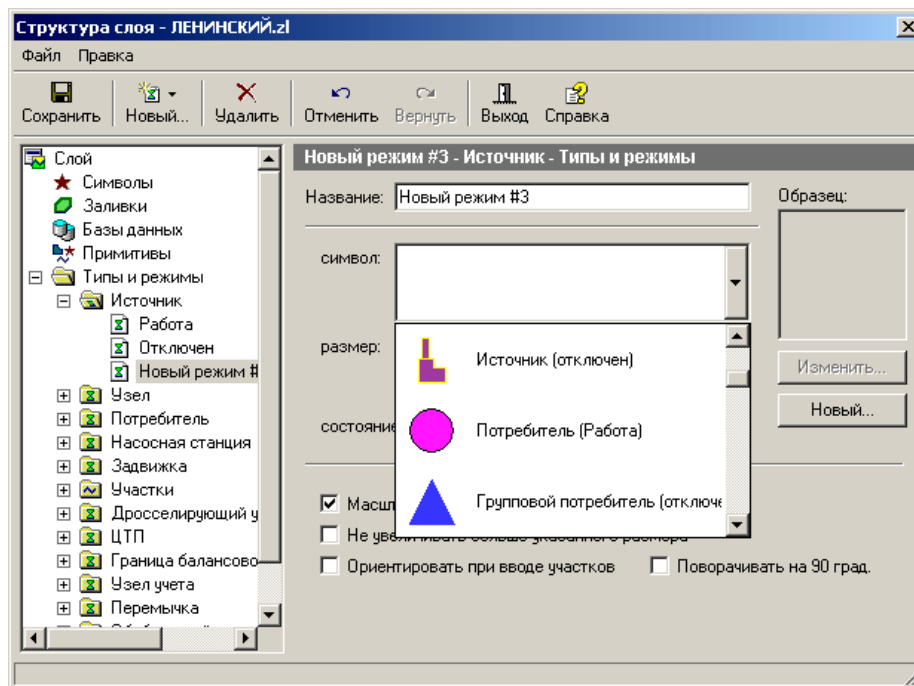 Структура слоя - ЛЕНИНСКИЙ.zl
Файл Правка
Сохранить Новый... Удалить Отменить Вернуть Выход Справка
Слой
Символы
Заливки
Базы данных
Примитивы
Типы и режимы
Источник
Работа
Отключен
Новый режим #
Узел
Потребитель
Насосная станция
Задвижка
Участки
Дросселирующий у
ЦТП
Граница балансово
Узел учета
Перемычка
Новый режим #3 - Источник - Типы и режимы
Название: Новый режим #3
Образец:
символ:
размер:
Источник (отключен)
Потребитель (Работа)
Групповой потребитель (отключе
состояние
Изменить...
Новый...
Масшт
Не увеличивать больше указанного размера
Ориентировать при вводе участков Поворачивать на 90 град.